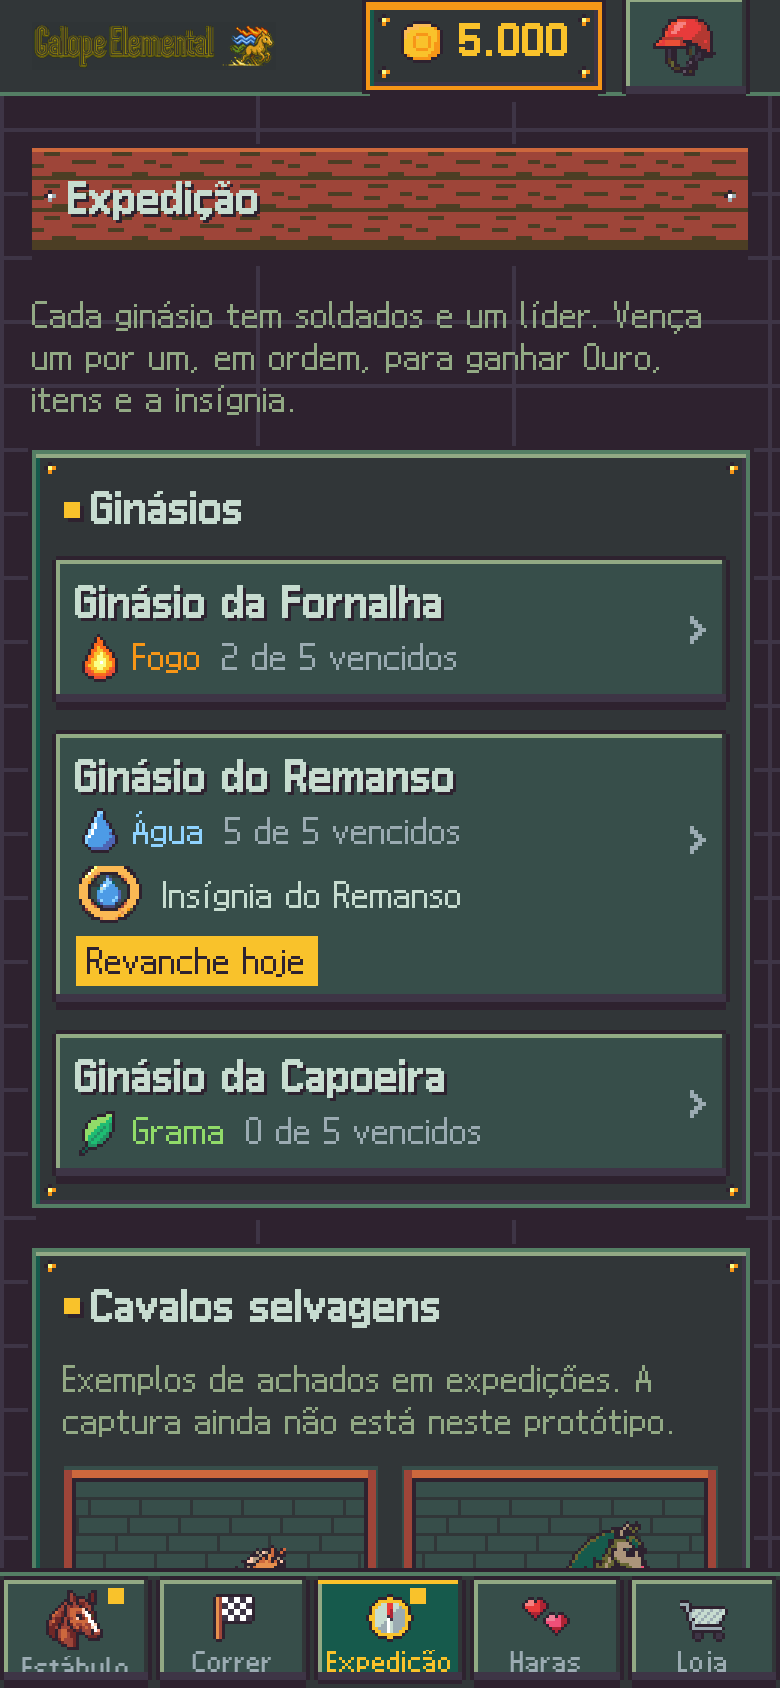 Galope Elemental
5.000
Expedição
Cada ginásio tem soldados e um líder. Vença
um por um, em ordem, para ganhar Ouro,
itens e a insígnia.
Ginásios
Ginásio da Fornalha
Fogo 2 de 5 vencidos
Ginásio do Remanso
Água 5 de 5 vencidos
Insígnia do Remanso
Revanche hoje
Ginásio da Capoeira
Grama 0 de 5 vencidos
Cavalos selvagens
Exemplos de achados em expedições. A
captura ainda não está neste protótipo.
Estábulo Correr Expedição Haras Loja